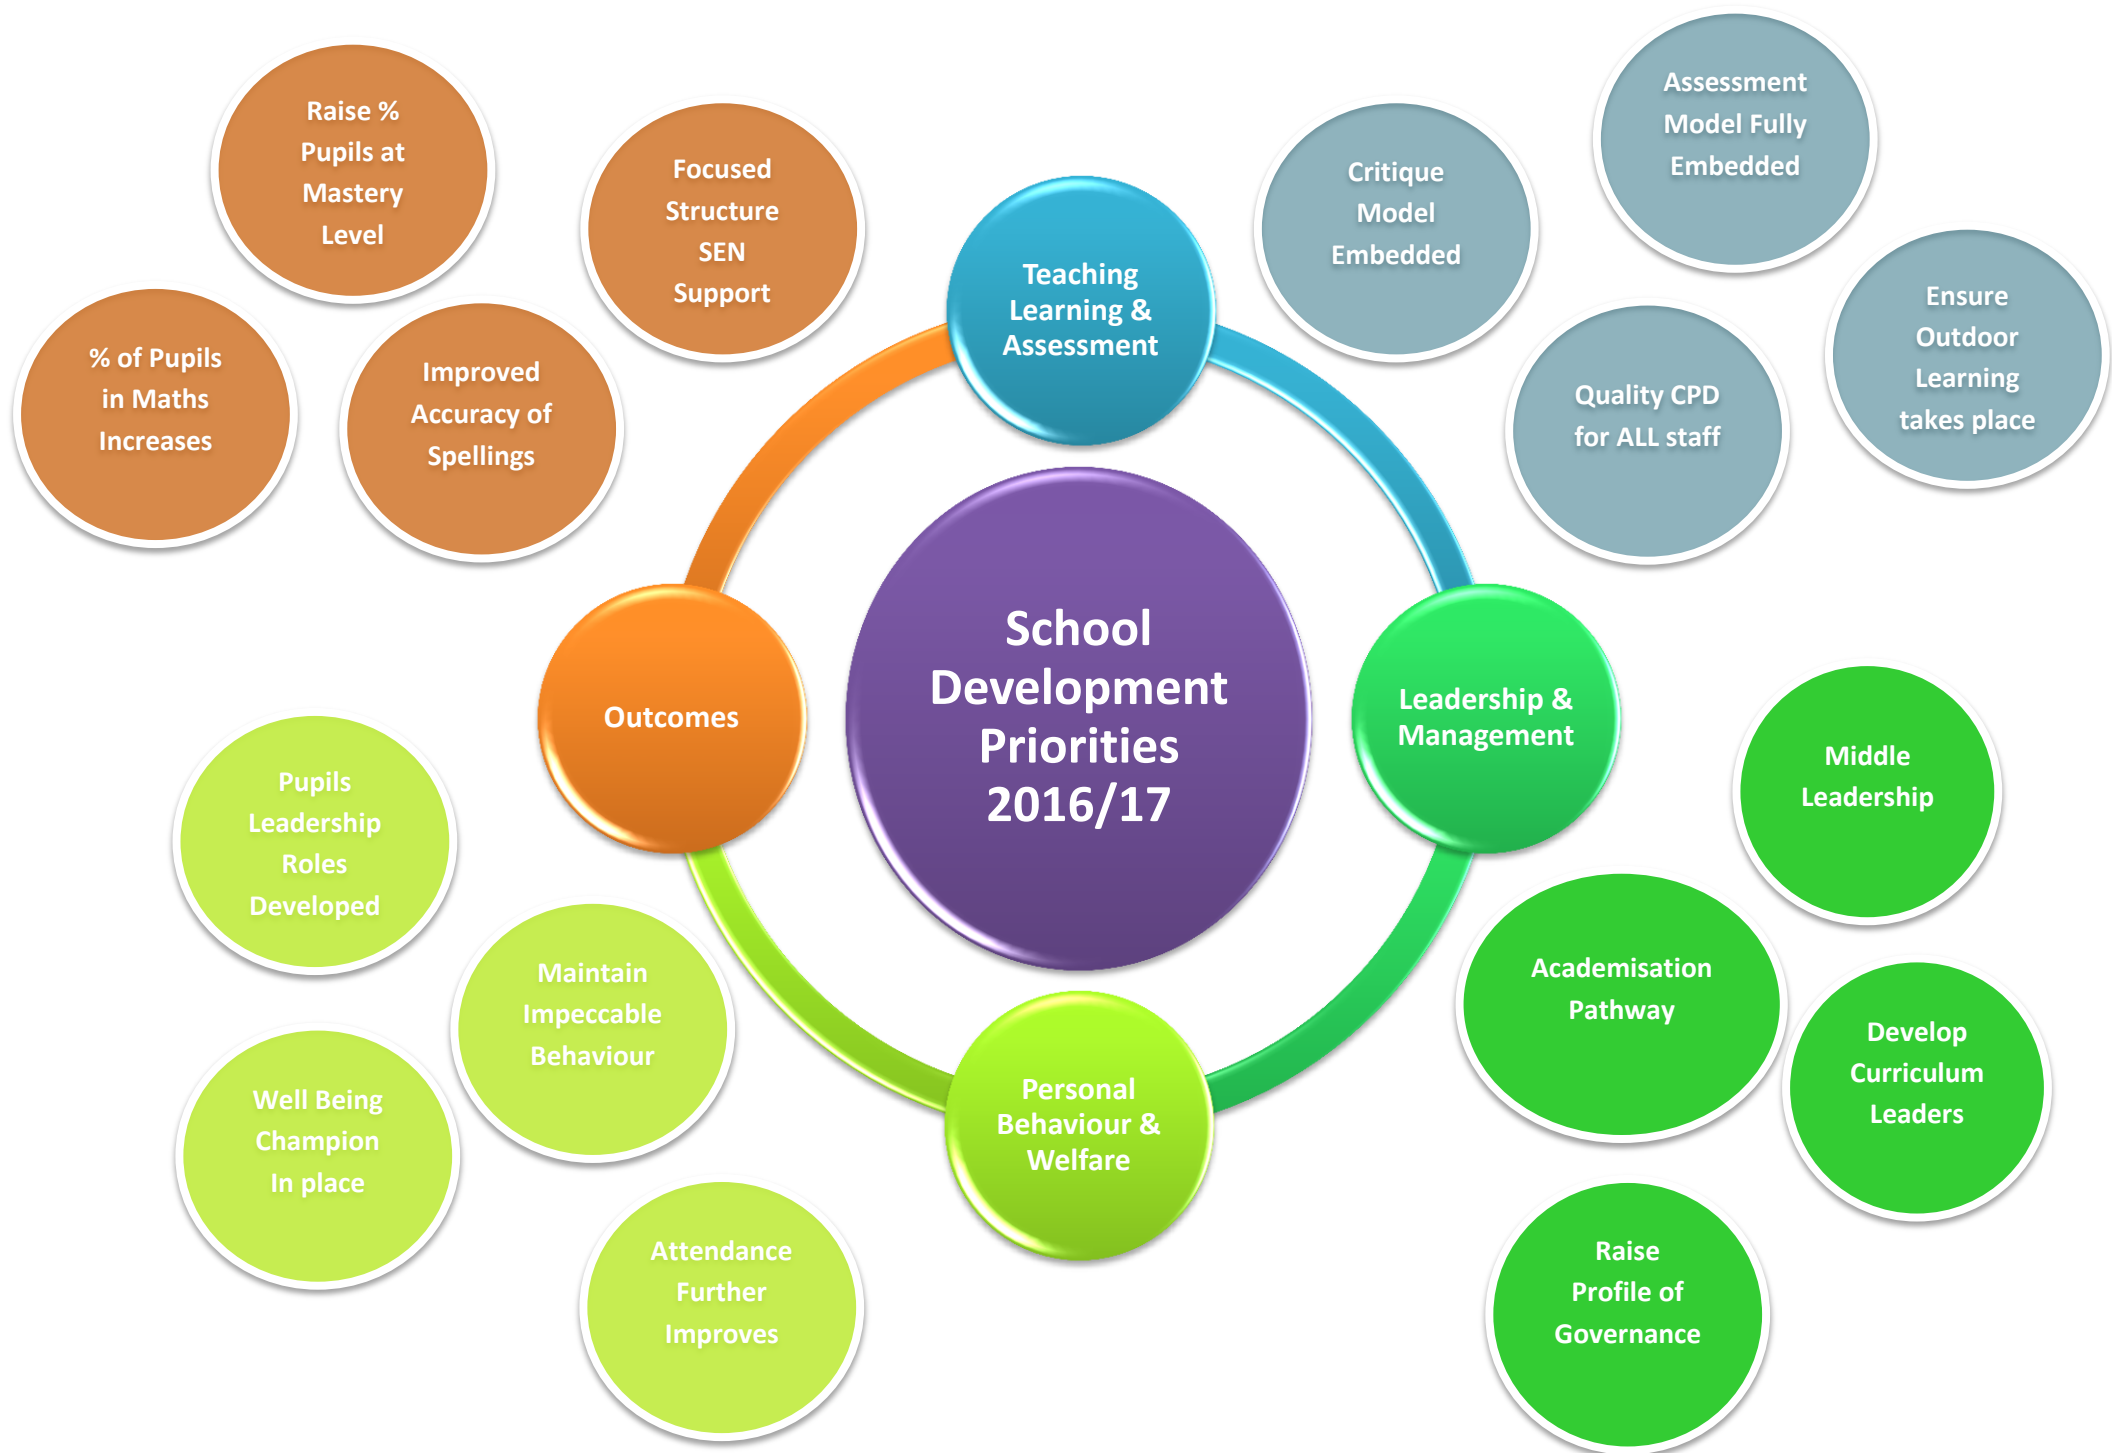 Raise %
Pupils at
Mastery
Level
Focused
Structure
SEN
Support
% of Pupils
in Maths
Increases
Improved
Accuracy of
Spellings
Teaching
Learning &
Assessment
Critique
Model
Embedded
Assessment
Model Fully
Embedded
Quality CPD
for ALL staff
Ensure
Outdoor
Learning
takes place
Outcomes
School
Development
Priorities
2016/17
Leadership &
Management
Pupils
Leadership
Roles
Developed
Maintain
Impeccable
Behaviour
Well Being
Champion
In place
Attendance
Further
Improves
Personal
Behaviour &
Welfare
Middle
Leadership
Academisation
Pathway
Develop
Curriculum
Leaders
Raise
Profile of
Governance